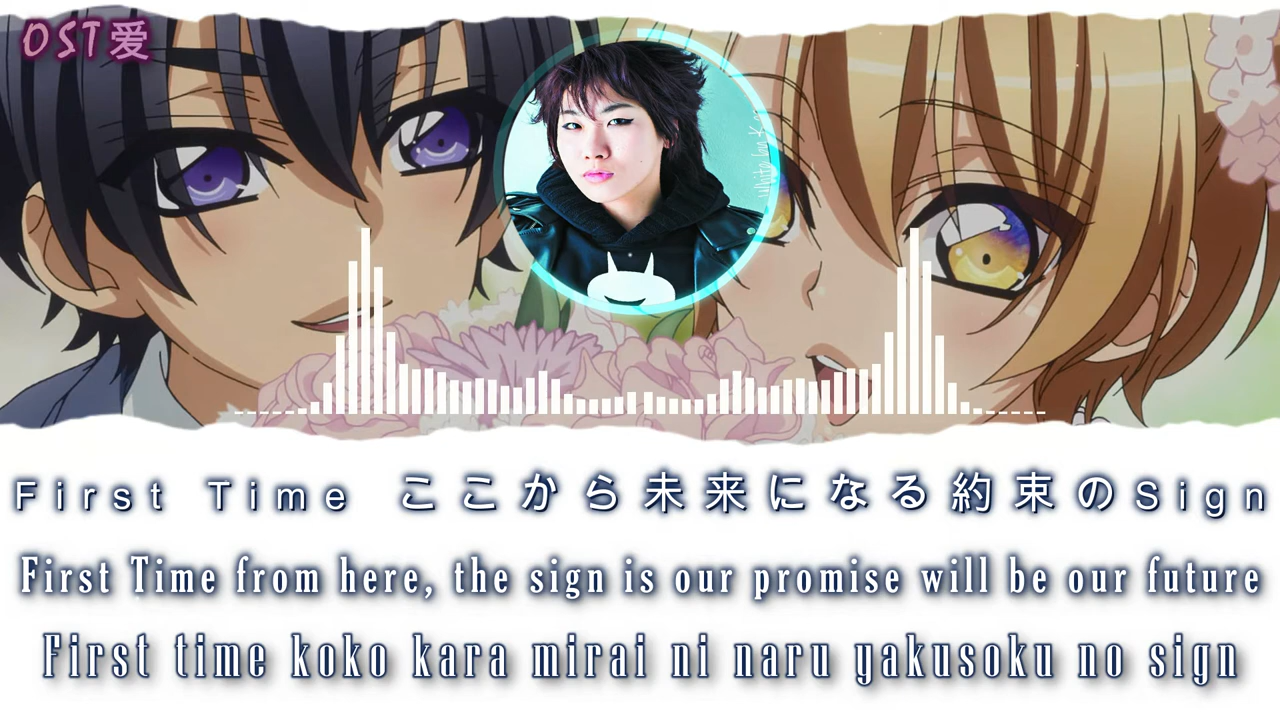 OST爱
First Time ここから未来になる約束のSign
First Time from here, the sign is our promise will be our future
First time koko kara mirai ni naru yakusoku no sign